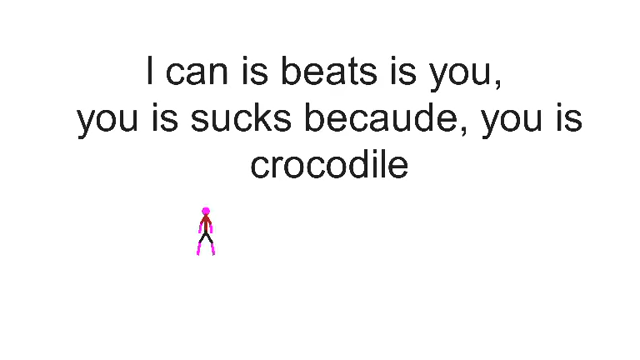 I can is beats is you,
you is sucks becaude, you is
crocodile